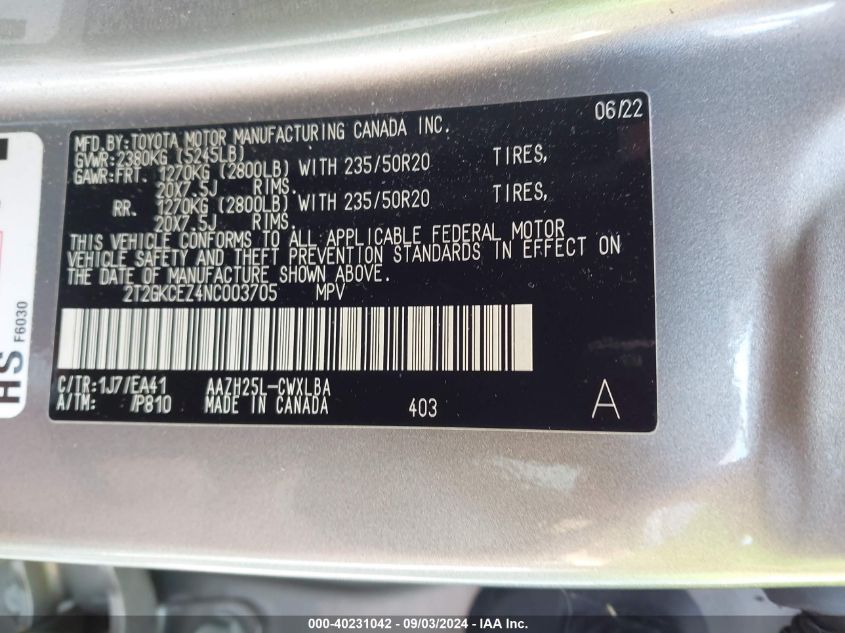 06/22
MFD.BY:TOYOTA MOTOR MANUFACTURING CANADA INC.
GVWR:2380KG (5245LB)
GAWR:FRT. 1270KG (2800LB) WITH 235/50R20 TIRES,
20X7.5J RIMS.
RR. 1270KG (2800LB) WITH 235/50R20 TIRES,
20X7.5J RIMS.
THIS VEHICLE CONFORMS TO ALL APPLICABLE FEDERAL MOTOR
VEHICLE SAFETY AND THEFT PREVENTION STANDARDS IN EFFECT ON
THE DATE OF MANUFACTURE SHOWN ABOVE.
2T2GKCEZ4NC003705 MPV
C/TR:1J7/EA41 AAZH25L-CWXLBA
A/TM: /P810 MADE IN CANADA 403 A
HS F6030
000-40231042 - 09/03/2024 - IAA Inc.